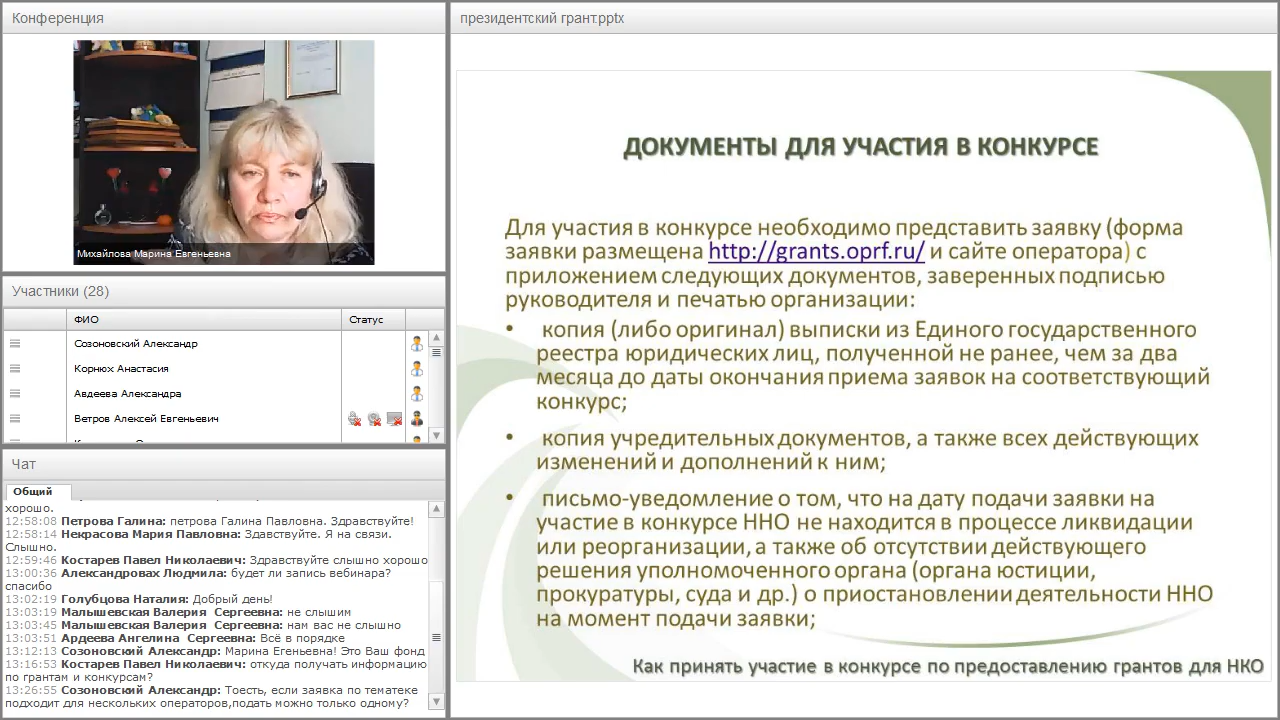 Конференция
Михайлова Марина Евгеньевна
Участники (28)
ФИО
Статус
Созоновский Александр
Корнюх Анастасия
Авдеева Александра
Ветров Алексей Евгеньевич
Чат
Общий
хорошо.
12:58:08 Петрова Галина: петрова Галина Павловна. Здравствуйте!
12:58:14 Некрасова Мария Павловна: Здавствуйте. Я на связи.
Слышно.
12:59:46 Костарев Павел Николаевич: Здравствуйте слышно хорошо
13:00:36 Александровах Людмила: будет ли запись вебинара?
спасибо
13:02:19 Голубцова Наталия: Добрый день!
13:03:19 Малышевская Валерия Сергеевна: не слышим
13:03:45 Малышевская Валерия Сергеевна: нам вас не слышно
13:03:51 Ардеева Ангелина Сергеевна: Всё в порядке
13:12:13 Созоновский Александр: Марина Егеньевна! Это Ваш фонд
13:16:53 Костарев Павел Николаевич: откуда получать информацию
по грантам и конкурсам?
13:26:55 Созоновский Александр: Тоесть, если заявка по тематеке
подходит для нескольких операторов,подать можно только одному?
президентский грант.pptx
ДОКУМЕНТЫ ДЛЯ УЧАСТИЯ В КОНКУРСЕ
Для участия в конкурсе необходимо представить заявку (форма
заявки размещена http://grants.oprf.ru/ и сайте оператора) с
приложением следующих документов, заверенных подписью
руководителя и печатью организации:
• копия (либо оригинал) выписки из Единого государственного
реестра юридических лиц, полученной не ранее, чем за два
месяца до даты окончания приема заявок на соответствующий
конкурс;
• копия учредительных документов, а также всех действующих
изменений и дополнений к ним;
• письмо-уведомление о том, что на дату подачи заявки на
участие в конкурсе ННО не находится в процессе ликвидации
или реорганизации, а также об отсутствии действующего
решения уполномоченного органа (органа юстиции,
прокуратуры, суда и др.) о приостановлении деятельности ННО
на момент подачи заявки;
Как принять участие в конкурсе по предоставлению грантов для НКО